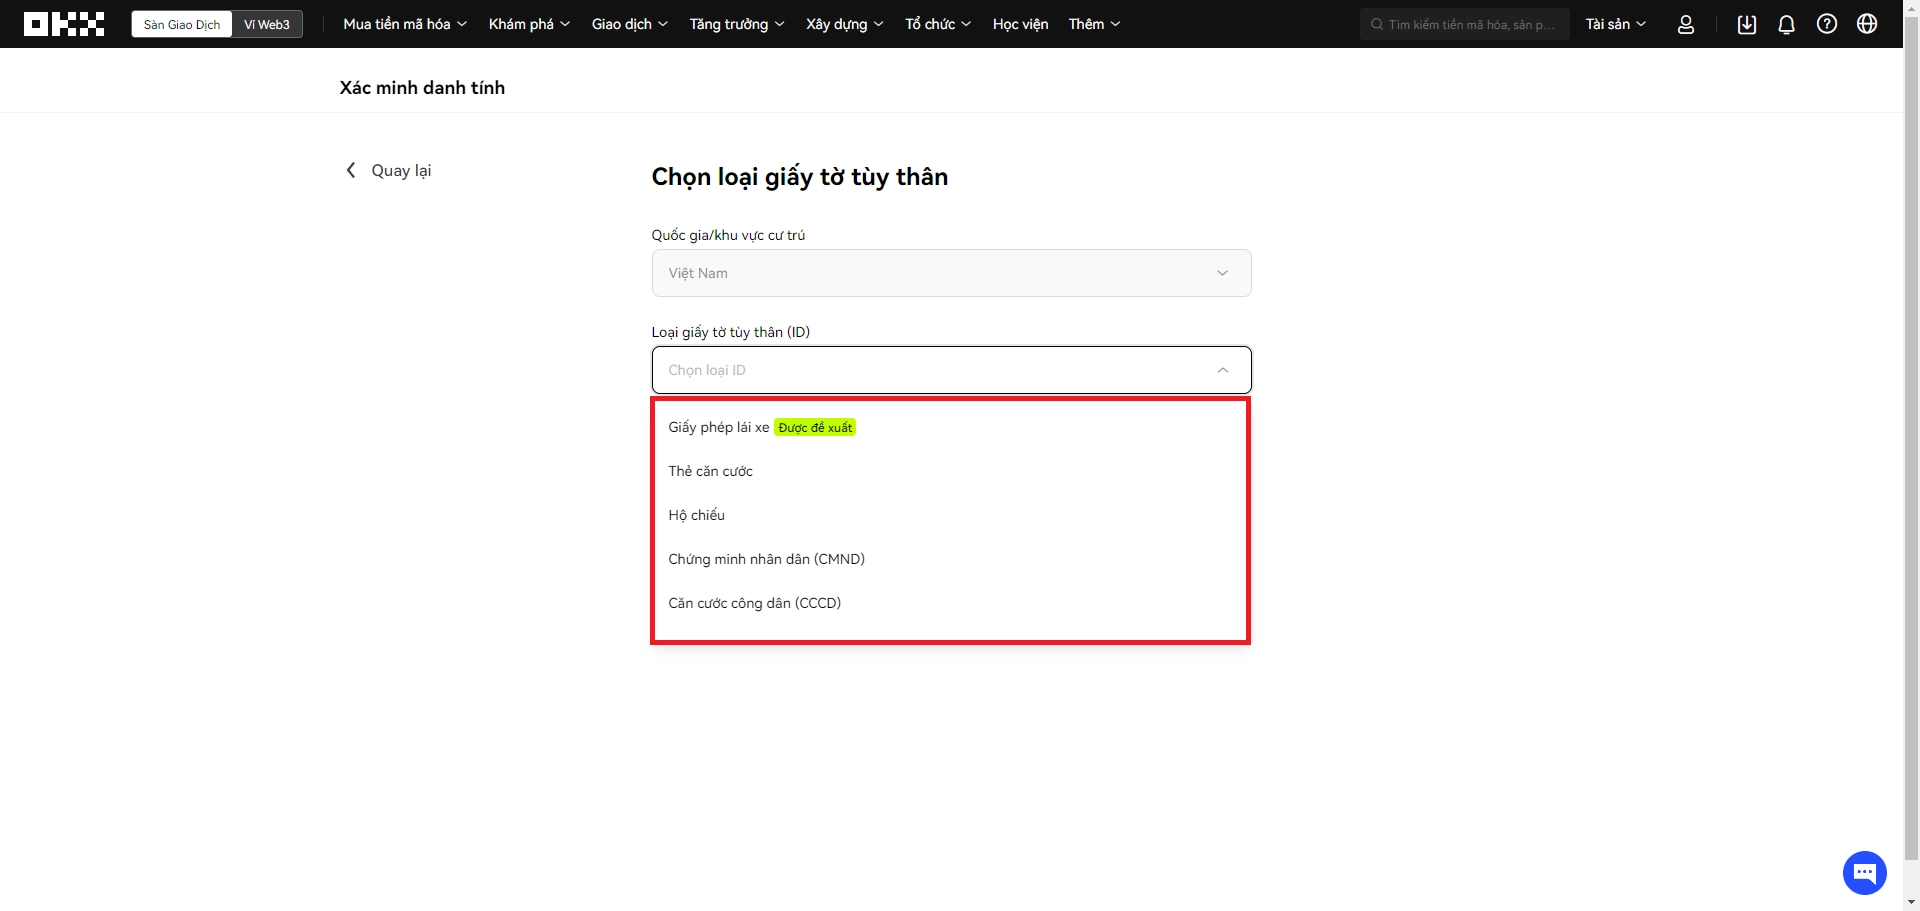 OKX
Sàn Giao Dịch
Ví Web3
Mua tiền mã hóa
Khám phá
Giao dịch
Tăng trưởng
Xây dựng
Tổ chức
Học viện
Thêm
Tìm kiếm tiền mã hóa, sản p...
Tài sản
Xác minh danh tính
Quay lại
Chọn loại giấy tờ tùy thân
Quốc gia/khu vực cư trú
Việt Nam
Loại giấy tờ tùy thân (ID)
Chọn loại ID
Giấy phép lái xe Được đề xuất
Thẻ căn cước
Hộ chiếu
Chứng minh nhân dân (CMND)
Căn cước công dân (CCCD)